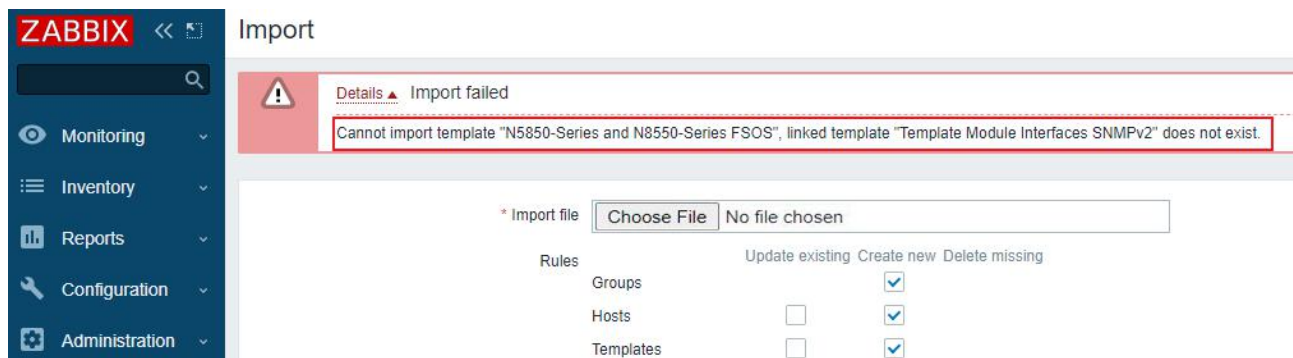 ZABBIX
Import
Details Import failed
Cannot import template "N5850-Series and N8550-Series FSOS", linked template "Template Module Interfaces SNMPv2" does not exist.
Monitoring
Inventory
Reports
Configuration
Administration
* Import file Choose File No file chosen
Rules Update existing Create new Delete missing
Groups
Hosts
Templates